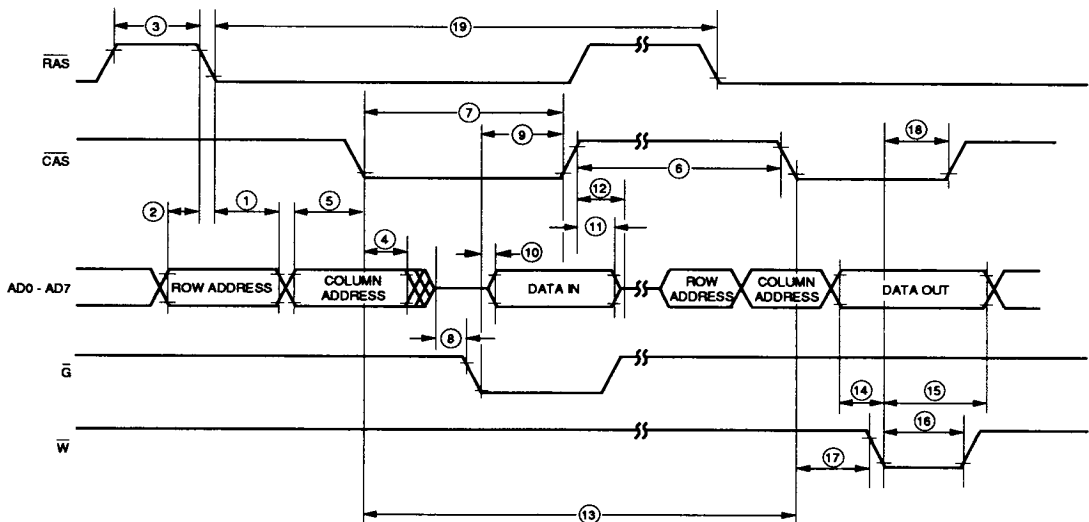 ③ ⑲
RAS
⑦
⑨ ⑱
CAS
⑥
② ① ⑤ ⑫
④ ⑪
⑩
AD0 - AD7 ROW ADDRESS COLUMN ADDRESS DATA IN ROW ADDRESS COLUMN ADDRESS DATA OUT
⑧
G
⑭ ⑮
⑯
W
⑰
⑬